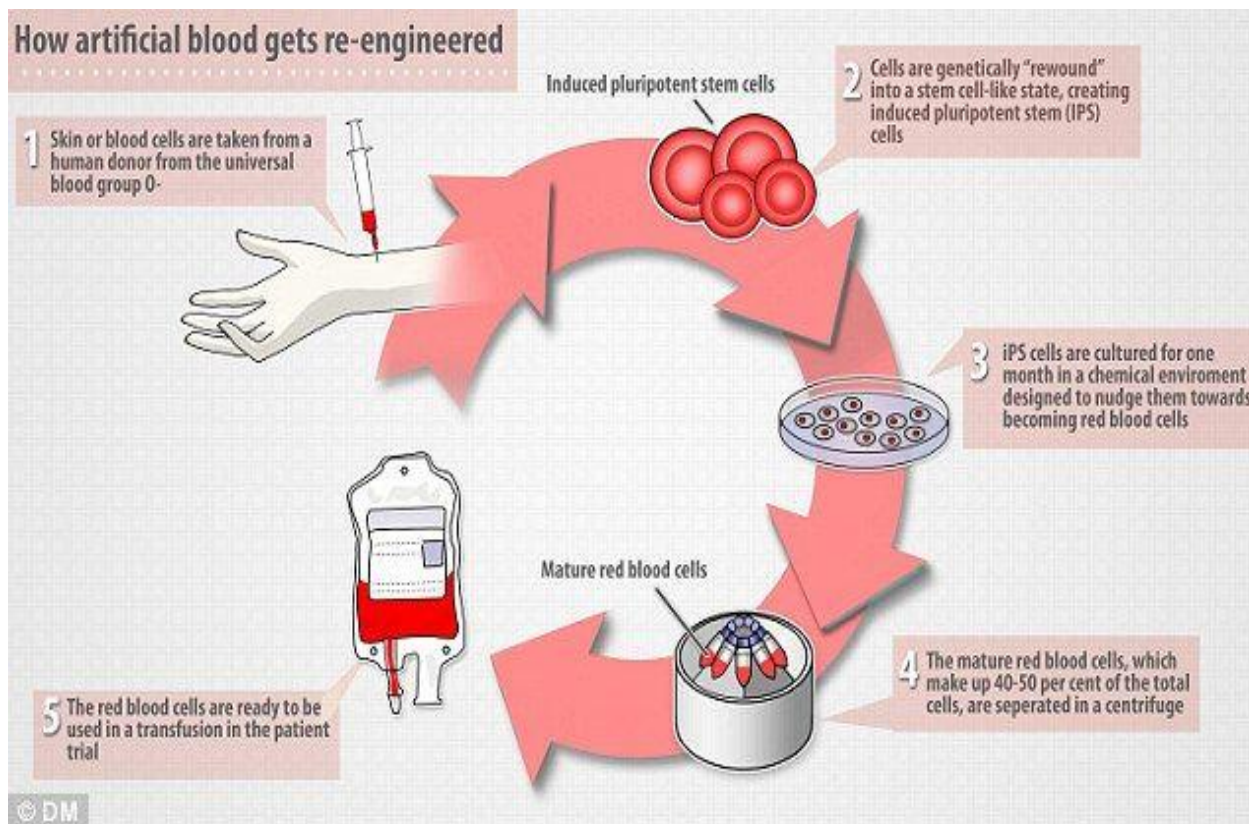 How artificial blood gets re-engineered
1 Skin or blood cells are taken from a
human donor from the universal
blood group O-
Induced pluripotent stem cells
2 Cells are genetically “rewound”
into a stem cell-like state, creating
induced pluripotent stem (IPS)
cells
3 iPS cells are cultured for one
month in a chemical enviroment
designed to nudge them towards
becoming red blood cells
Mature red blood cells
4 The mature red blood cells, which
make up 40-50 per cent of the total
cells, are seperated in a centrifuge
5 The red blood cells are ready to be
used in a transfusion in the patient
trial
© DM